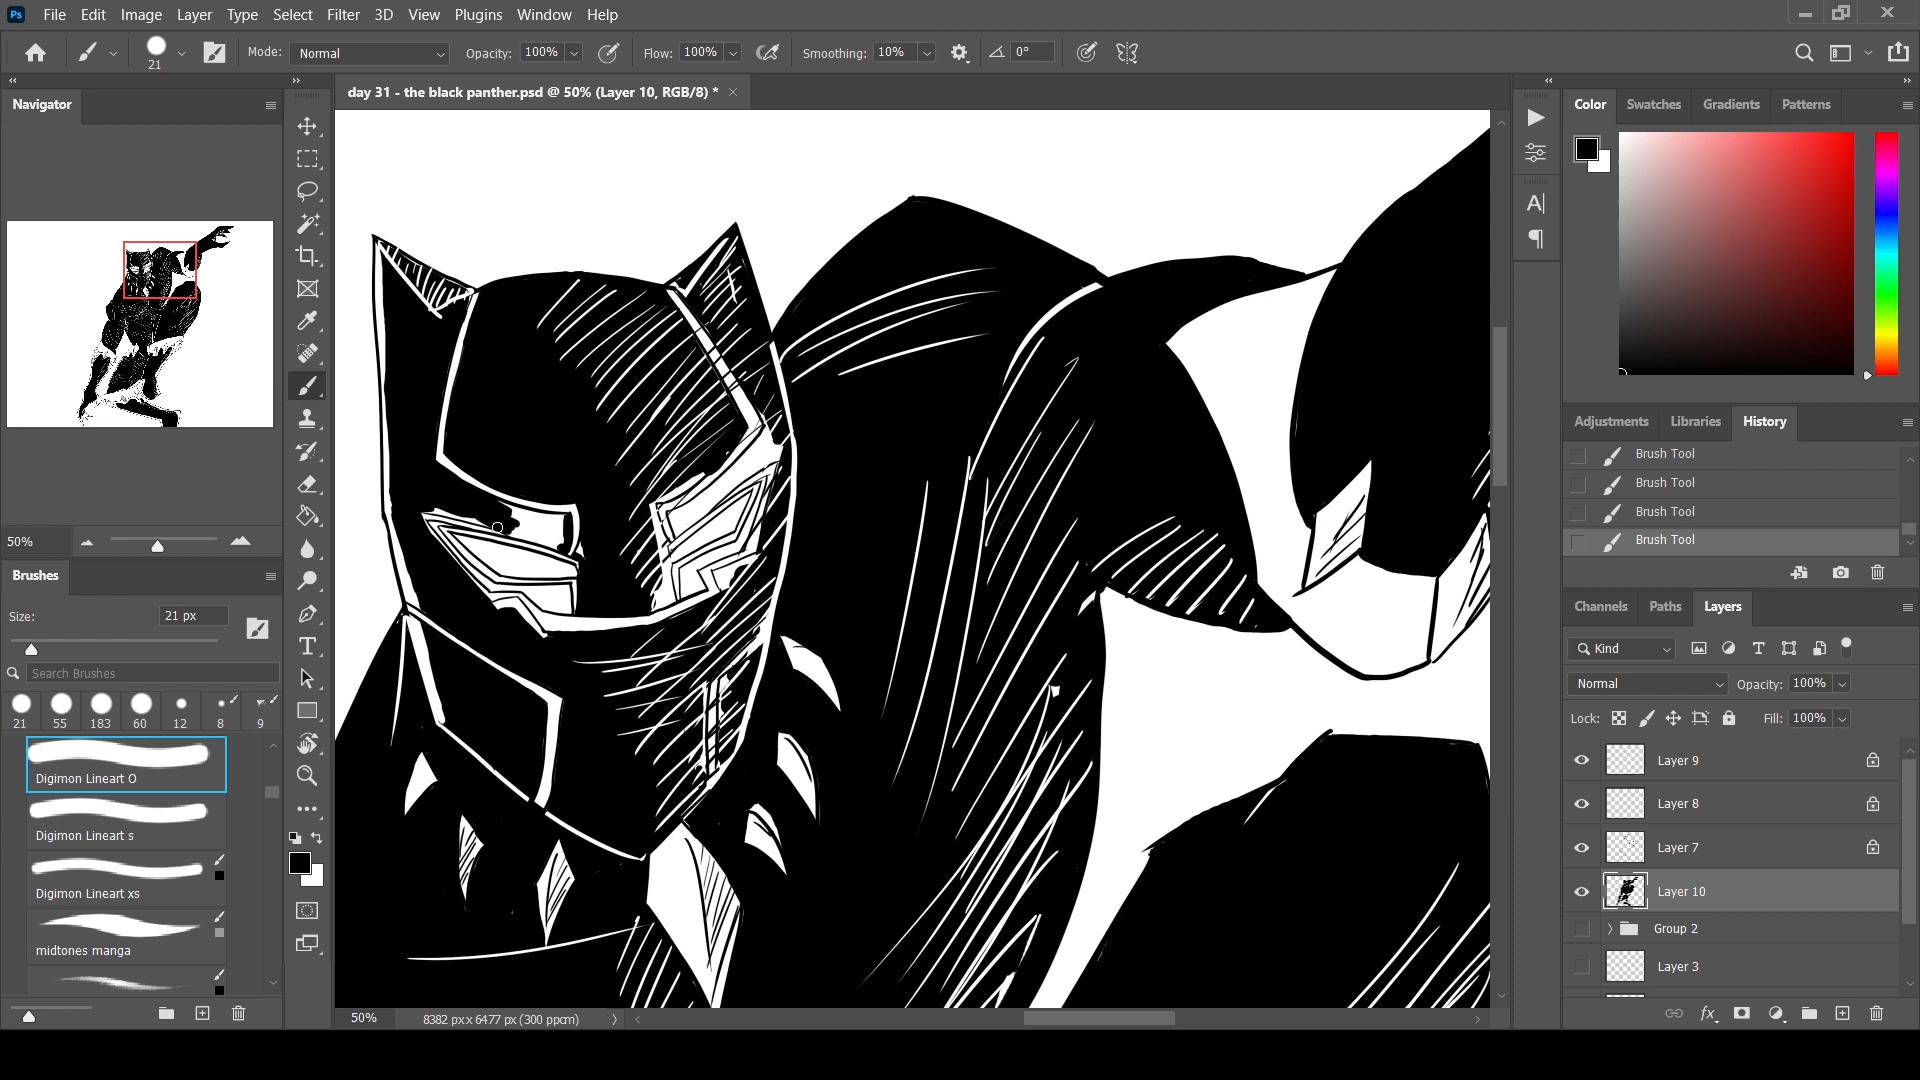 Ps File Edit Image Layer Type Select Filter 3D View Plugins Window Help
21 Mode: Normal Opacity: 100% Flow: 100% Smoothing: 10% 0°
Navigator
day 31 - the black panther.psd @ 50% (Layer 10, RGB/8) *
Color Swatches Gradients Patterns
50%
Brushes
Size: 21 px
Search Brushes
21 55 183 60 12 8 9
Digimon Lineart O
Digimon Lineart s
Digimon Lineart xs
midtones manga
50% 8382 px x 6477 px (300 ppcm)
Adjustments Libraries History
Brush Tool
Brush Tool
Brush Tool
Brush Tool
Channels Paths Layers
Kind
Normal Opacity: 100%
Lock: Fill: 100%
Layer 9
Layer 8
Layer 7
Layer 10
Group 2
Layer 3